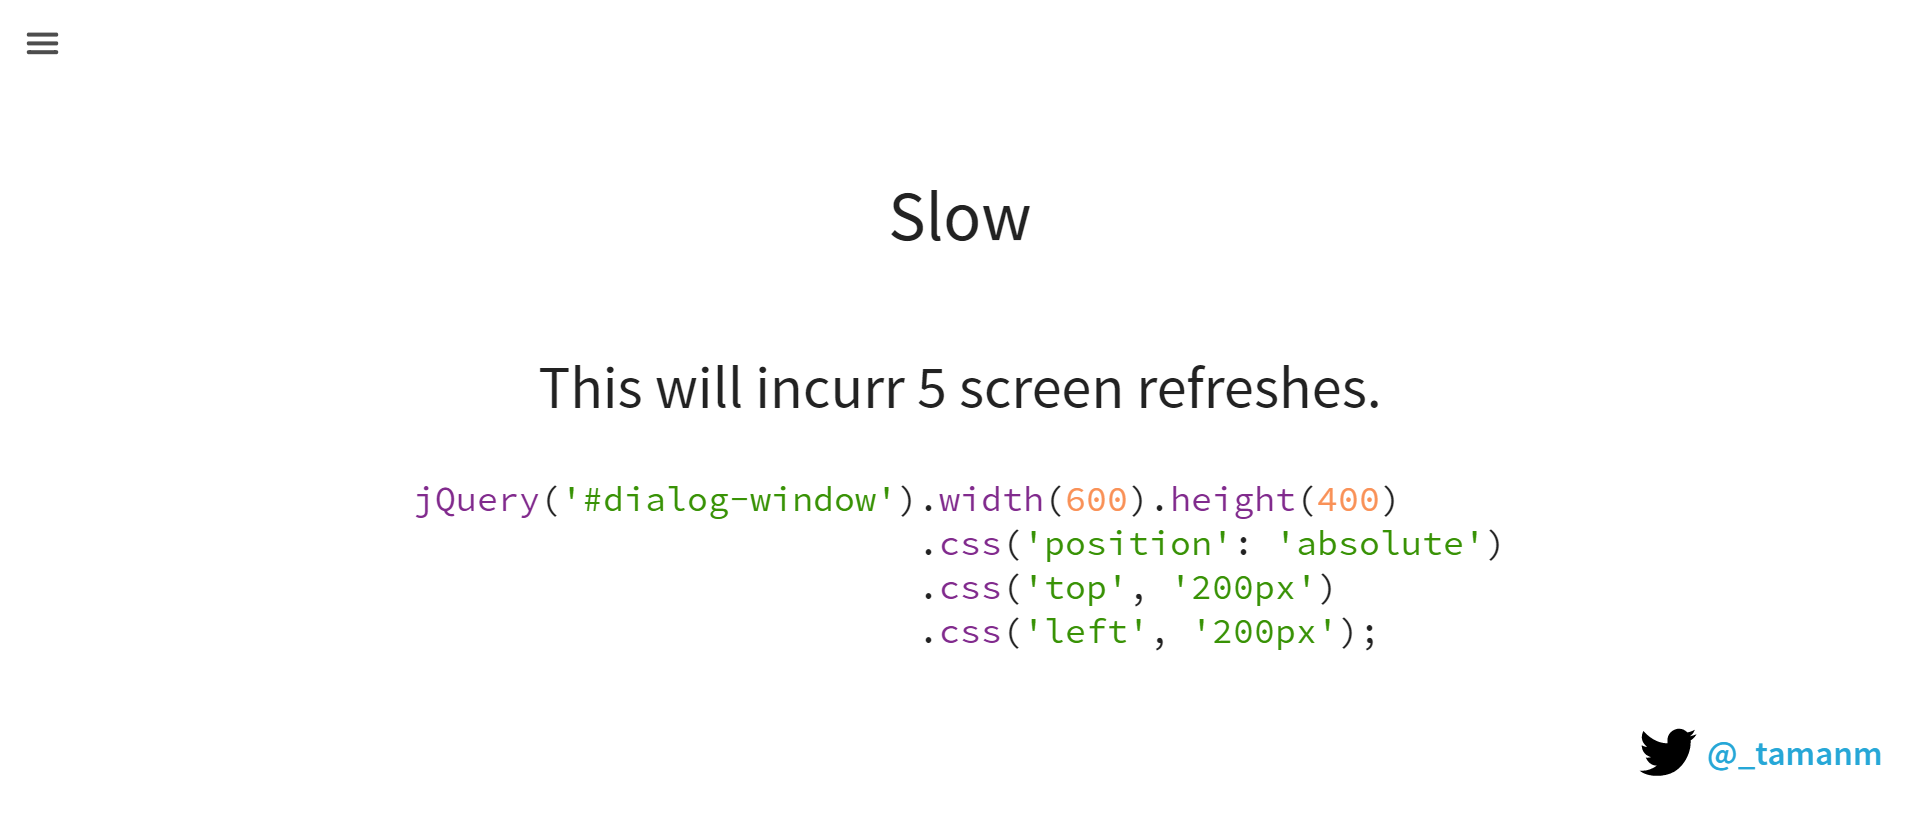 Slow
This will incurr 5 screen refreshes.
jQuery('#dialog-window').width(600).height(400)
.css('position': 'absolute')
.css('top', '200px')
.css('left', '200px');
@_tamanm